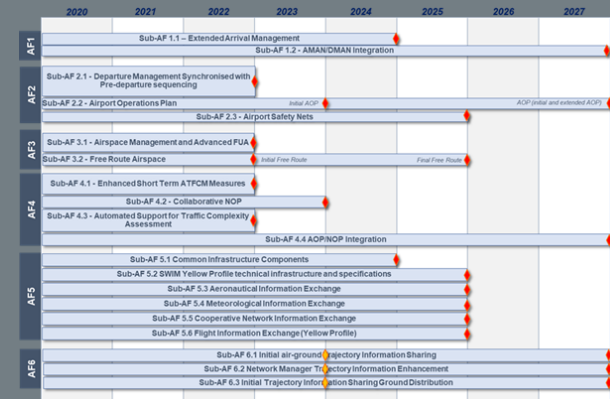 2020 2021 2022 2023 2024 2025 2026 2027
AF1
Sub-AF 1.1 – Extended Arrival Management
Sub-AF 1.2 - AMAN/DMAN Integration
AF2
Sub-AF 2.1 - Departure Management Synchronised with
Pre-departure sequencing
Sub-AF 2.2 - Airport Operations Plan Initial AOP AOP (initial and extended AOP)
Sub-AF 2.3 - Airport Safety Nets
AF3
Sub-AF 3.1 - Airspace Management and Advanced FUA
Sub-AF 3.2 - Free Route Airspace Initial Free Route Final Free Route
AF4
Sub-AF 4.1 - Enhanced Short Term ATFCM Measures
Sub-AF 4.2 - Collaborative NOP
Sub-AF 4.3 - Automated Support for Traffic Complexity
Assessment
Sub-AF 4.4 AOP/NOP Integration
AF5
Sub-AF 5.1 Common Infrastructure Components
Sub-AF 5.2 SWIM Yellow Profile technical infrastructure and specifications
Sub-AF 5.3 Aeronautical Information Exchange
Sub-AF 5.4 Meteorological Information Exchange
Sub-AF 5.5 Cooperative Network Information Exchange
Sub-AF 5.6 Flight Information Exchange (Yellow Profile)
AF6
Sub-AF 6.1 Initial air-ground trajectory Information Sharing
Sub-AF 6.2 Network Manager Trajectory Information Enhancement
Sub-AF 6.3 Initial Trajectory Information Sharing Ground Distribution